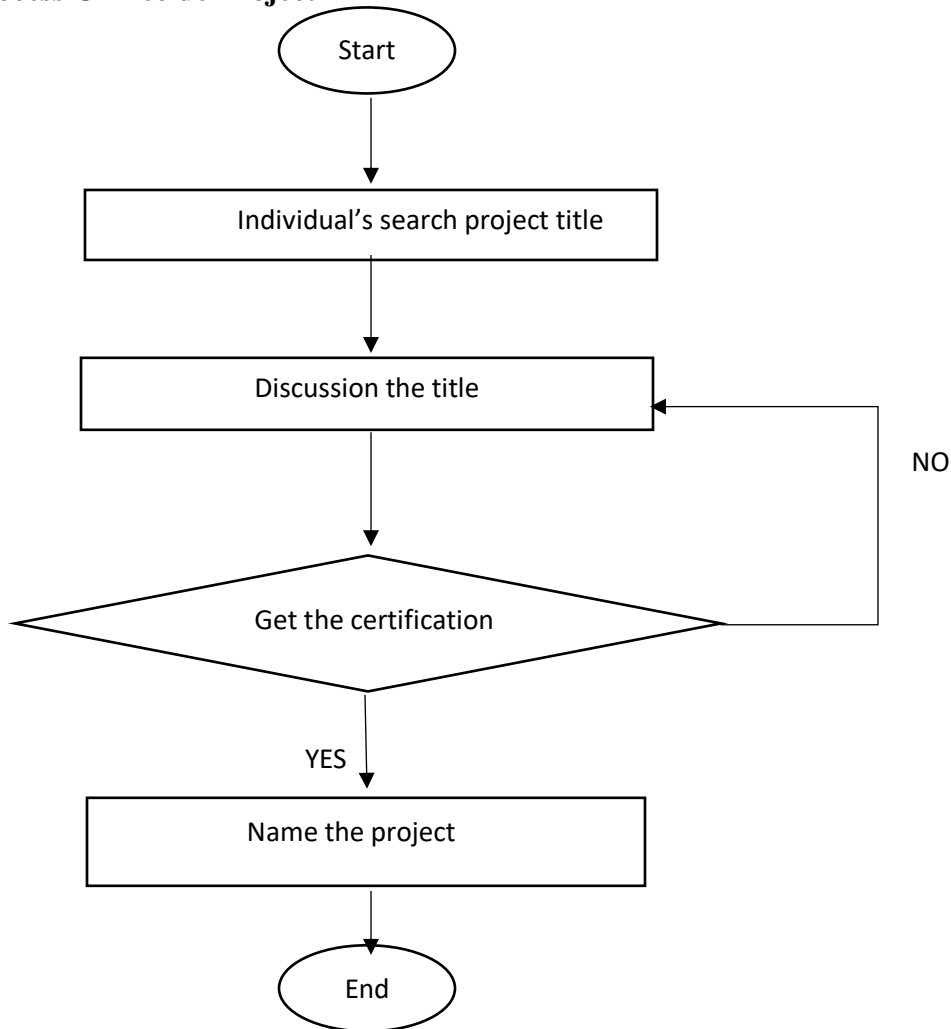 Start
Individual's search project title
Discussion the title
NO
Get the certification
YES
Name the project
End